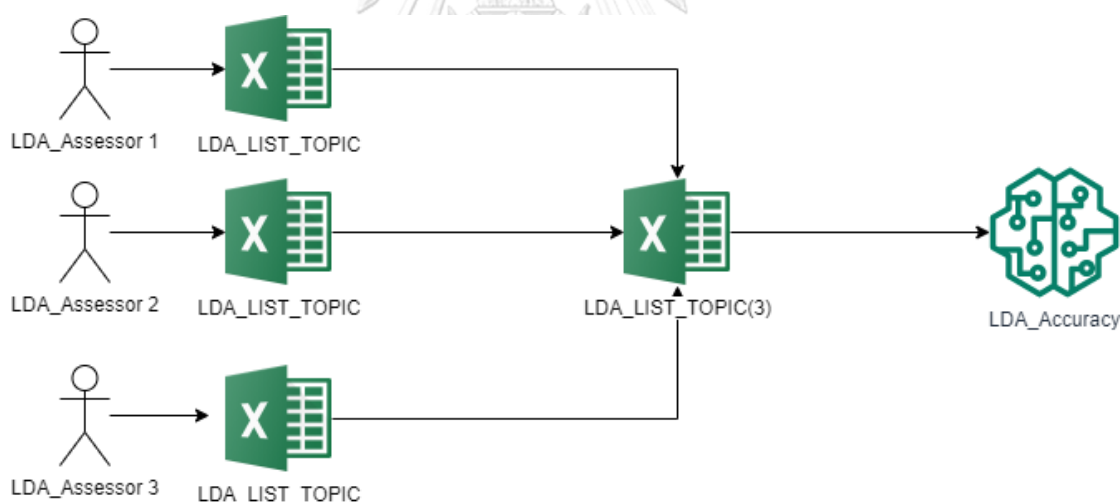 X
LDA_Assessor 1
LDA_LIST_TOPIC
X
X
LDA_Assessor 2
LDA_LIST_TOPIC
LDA_LIST_TOPIC(3)
LDA_Accuracy
X
LDA_Assessor 3
LDA_LIST_TOPIC